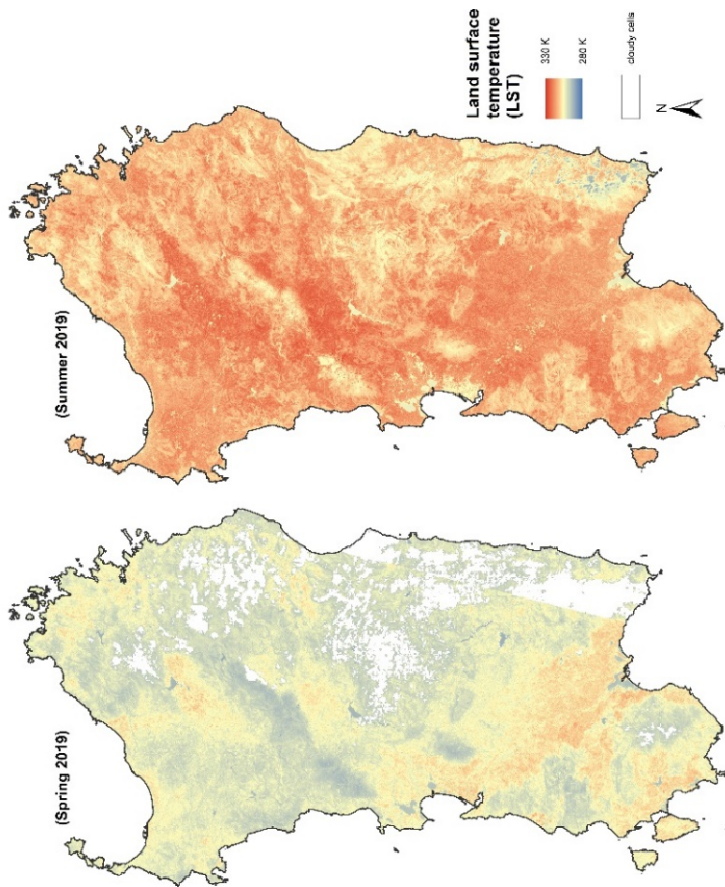 (Spring 2019)
(Summer 2019)
Land surface
temperature
(LST)
330 K
280 K
cloudy cells
N